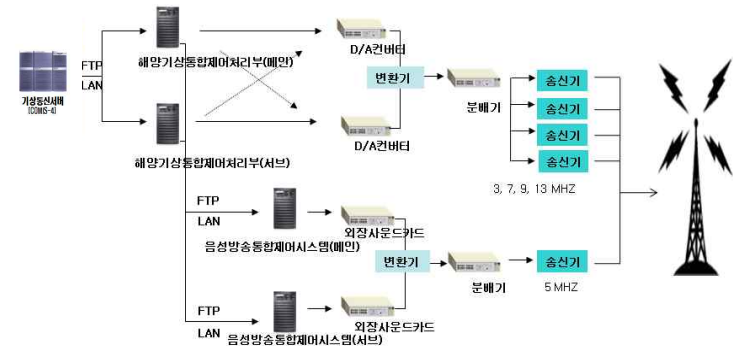 기상통신서버
(COMIS-4)
FTP
LAN
해양기상통합제어처리부(메인)
해양기상통합제어처리부(서브)
D/A컨버터
D/A컨버터
변환기
분배기
송신기
송신기
송신기
송신기
3, 7, 9, 13 MHZ
FTP
LAN
음성방송통합제어시스템(메인)
외장사운드카드
변환기
분배기
송신기
5 MHZ
FTP
LAN
음성방송통합제어시스템(서브)
외장사운드카드